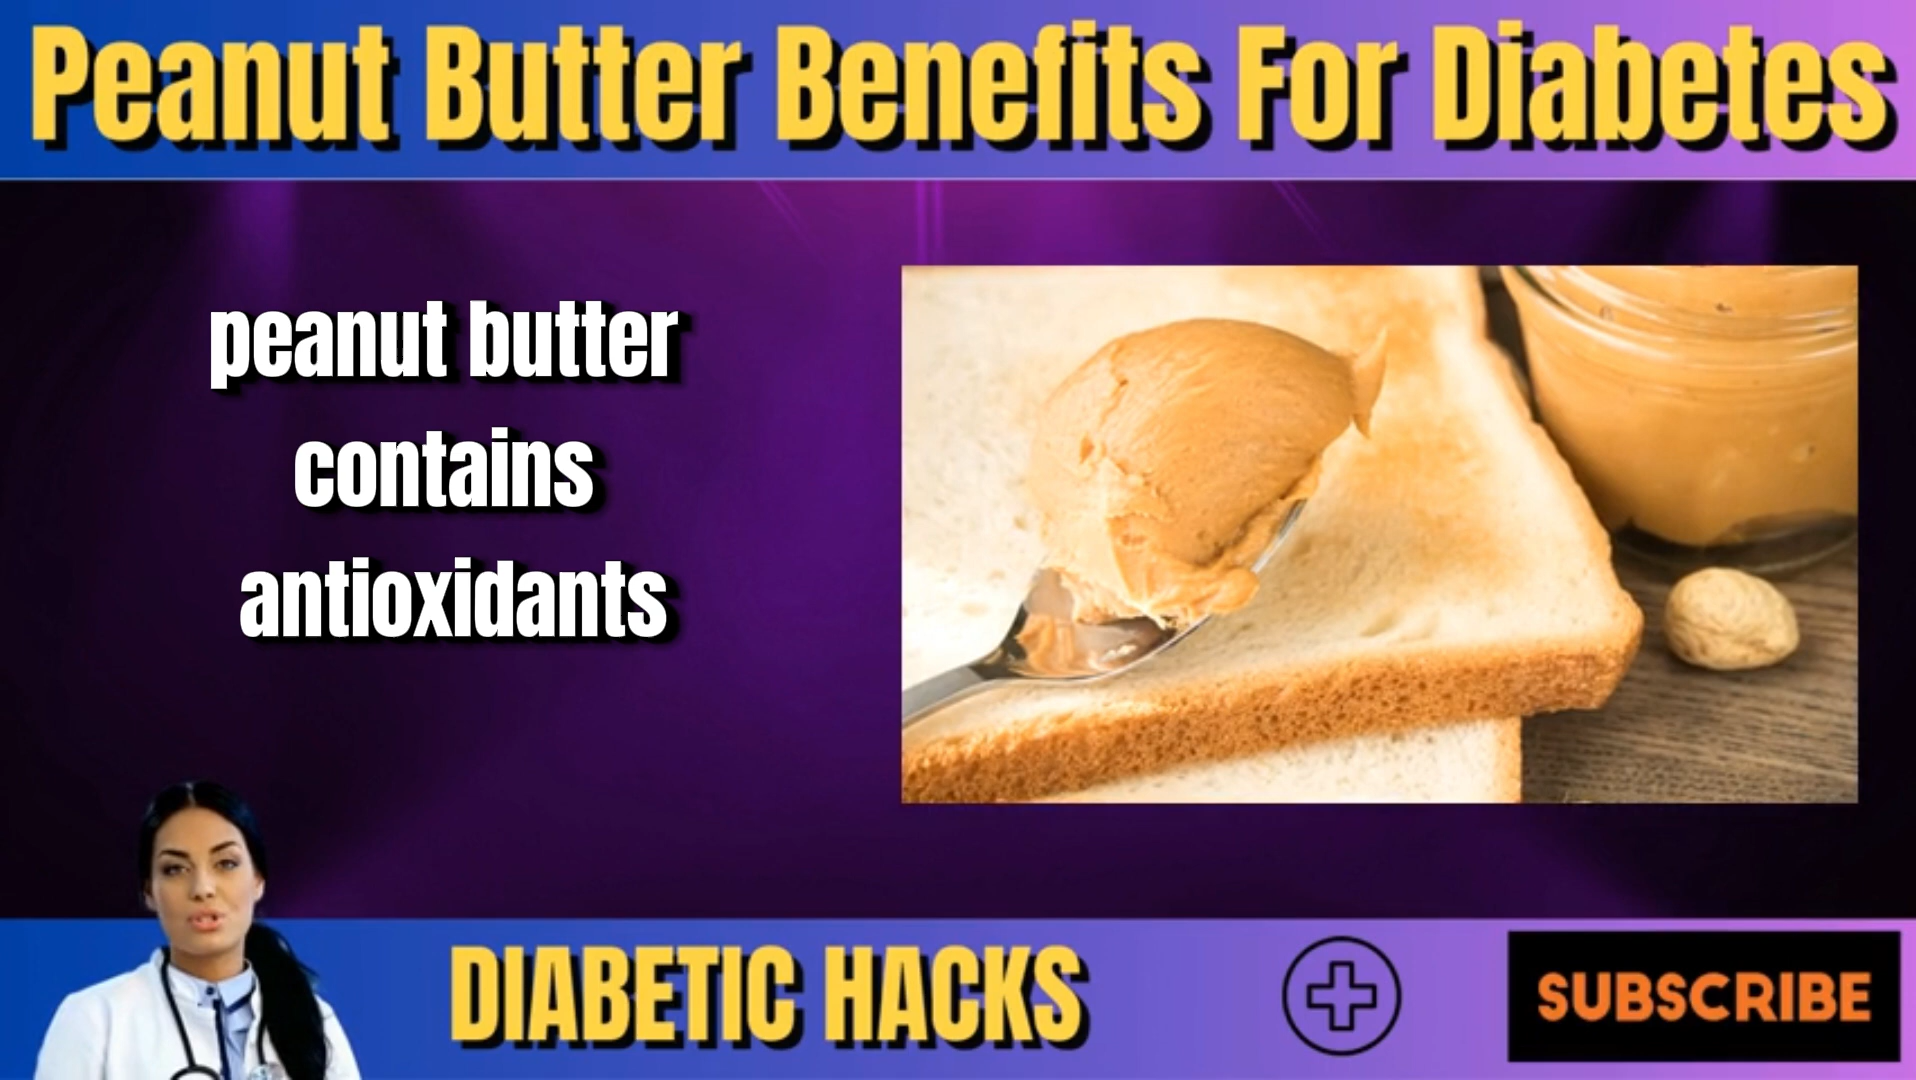 Peanut Butter Benefits For Diabetes
peanut butter
contains
antioxidants
DIABETIC HACKS
SUBSCRIBE